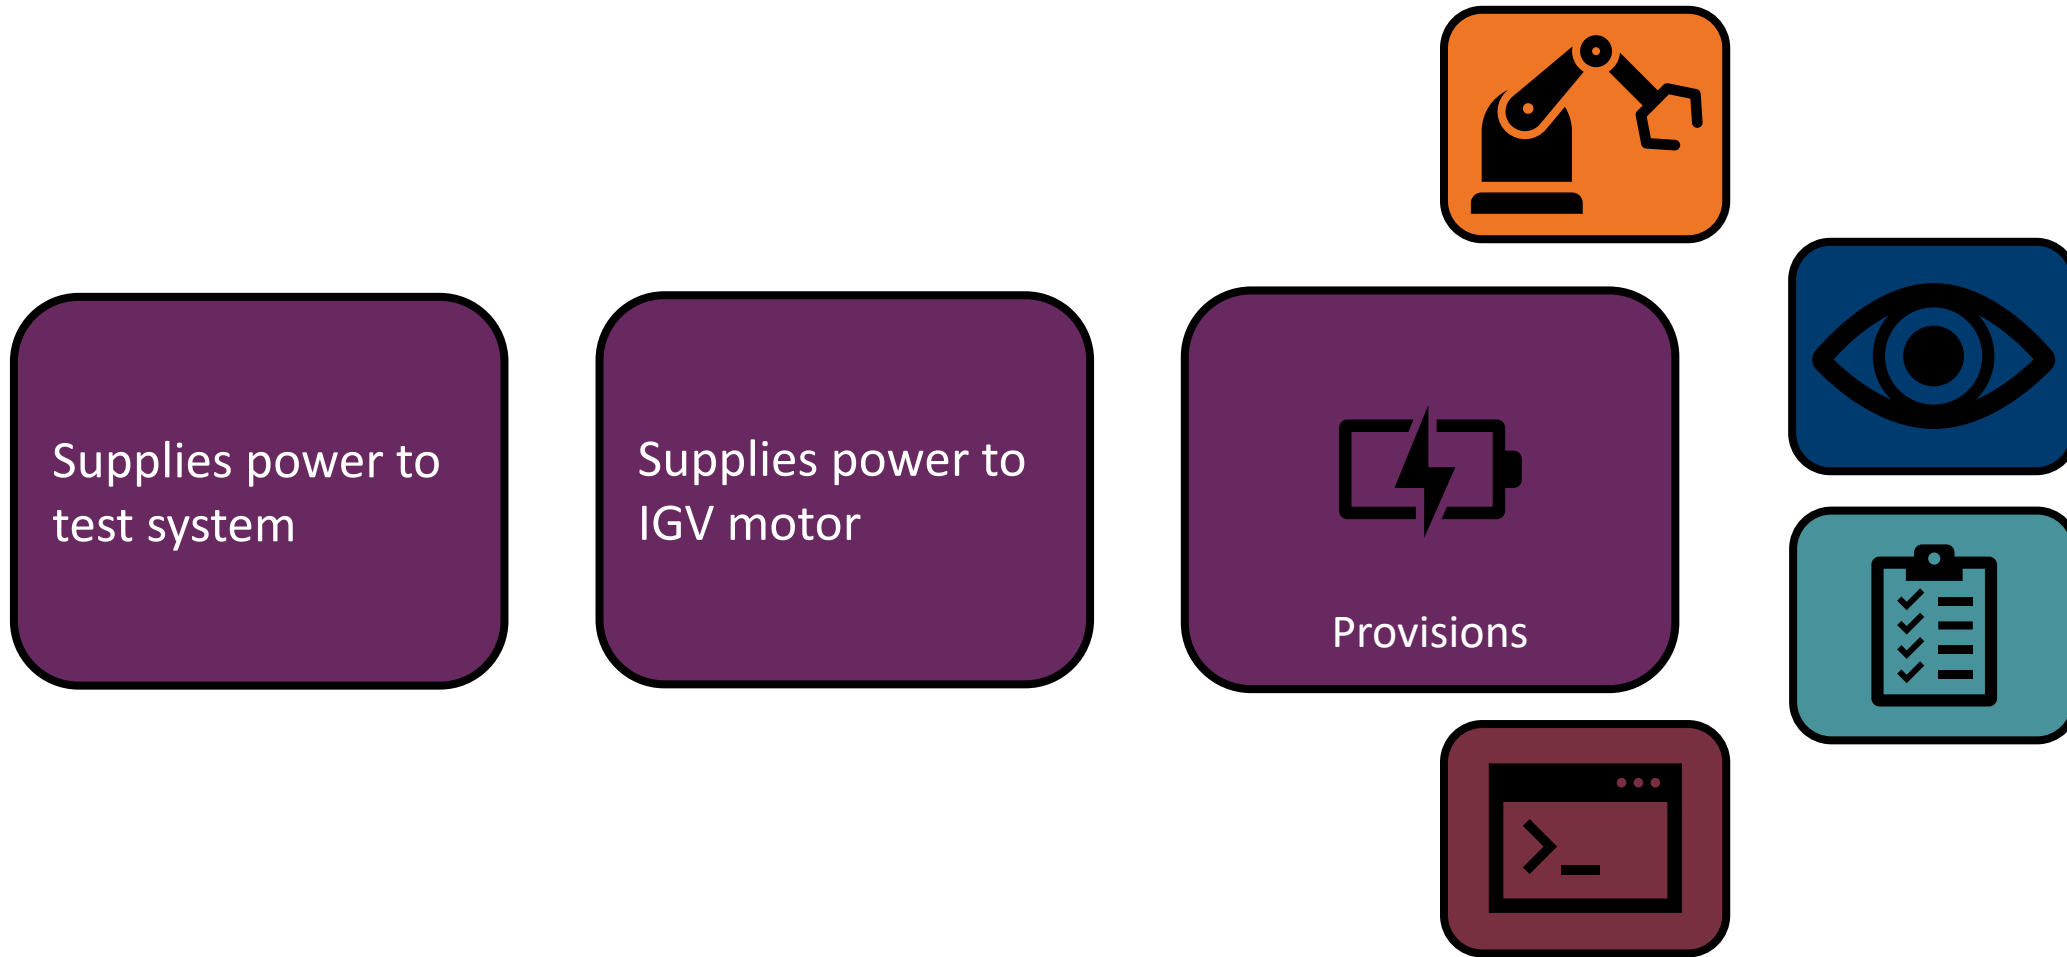 Supplies power to
test system
Supplies power to
IGV motor
Provisions